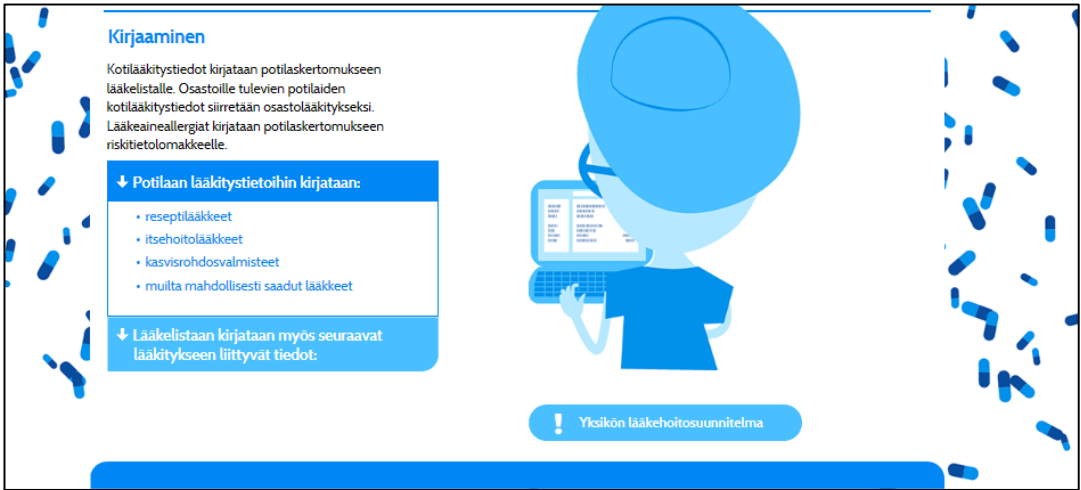 Kirjaaminen
Kotilääkitystiedot kirjataan potilaskertomukseen
lääkelistalle. Osastoille tulevien potilaiden
kotilääkitystiedot siirretään osastolääkitykseksi.
Lääkeaineallergiat kirjataan potilaskertomukseen
riskitietolomakkeelle.
Potilaan lääkitystietoihin kirjataan:
• reseptilääkkeet
• itsehoitolääkkeet
• kasvisrohdosvalmisteet
• muilta mahdollisesti saadut lääkkeet
Lääkelistaan kirjataan myös seuraavat
lääkitykseen liittyvät tiedot:
! Yksikön lääkehoitosuunnitelma